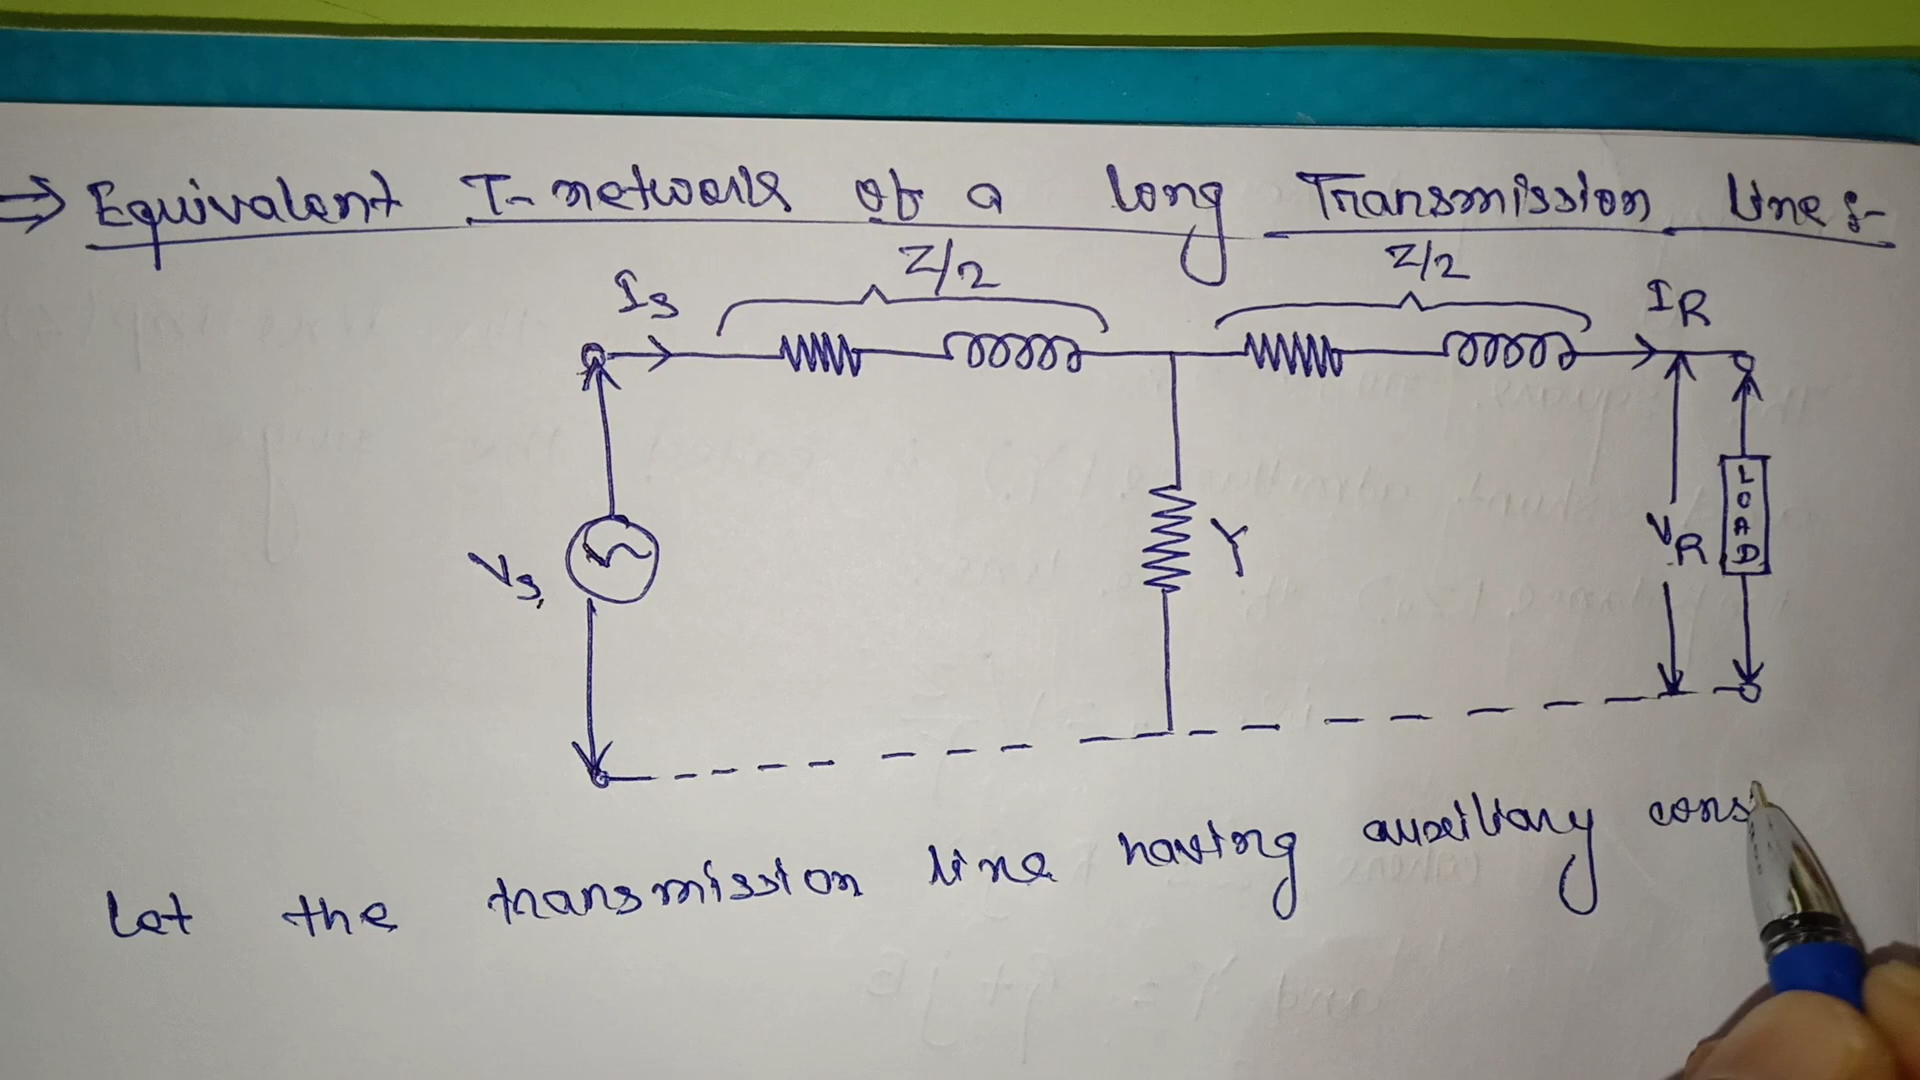 ⇒ Equivalent T-network of a long Transmission line:-
Z/2 Z/2
IS IR
VS
Y
VR
LOAD
Let the transmission line having auxiliary cons